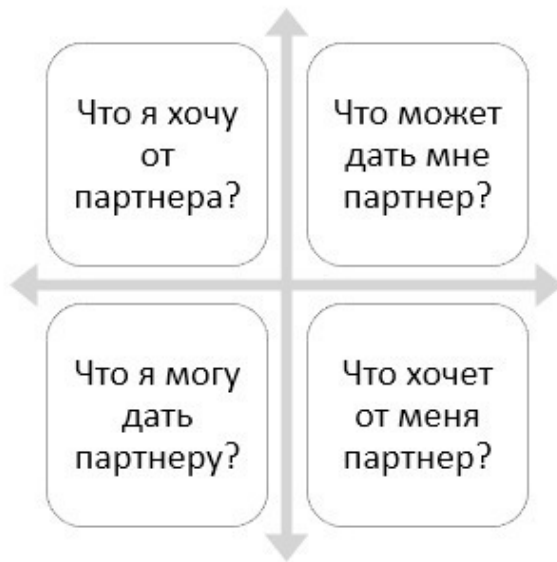 Что я хочу
от
партнера?
Что может
дать мне
партнер?
Что я могу
дать
партнеру?
Что хочет
от меня
партнер?